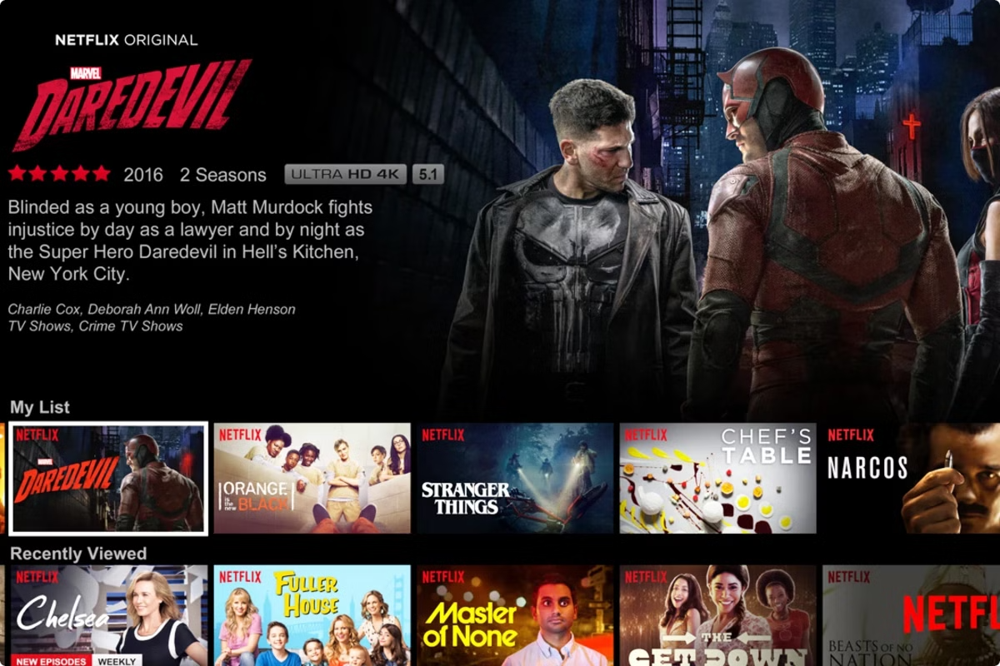 NETFLIX ORIGINAL
MARVEL
DAREDEVIL
2016 2 Seasons ULTRA HD 4K 5.1
Blinded as a young boy, Matt Murdock fights
injustice by day as a lawyer and by night as
the Super Hero Daredevil in Hell's Kitchen,
New York City.
Charlie Cox, Deborah Ann Woll, Elden Henson
TV Shows, Crime TV Shows
My List
NETFLIX
MARVEL
DAREDEVIL
NETFLIX
ORANGE
is the new BLACK
NETFLIX
STRANGER
THINGS
NETFLIX
CHEF'S
TABLE
NETFLIX
NARCOS
Recently Viewed
NETFLIX
Chelsea
NEW EPISODES WEEKLY
NETFLIX
FULLER
HOUSE
NETFLIX
Master
of None
NETFLIX
THE
GET DOWN
NETFLIX
NETF
BEASTS OF NO
NATION